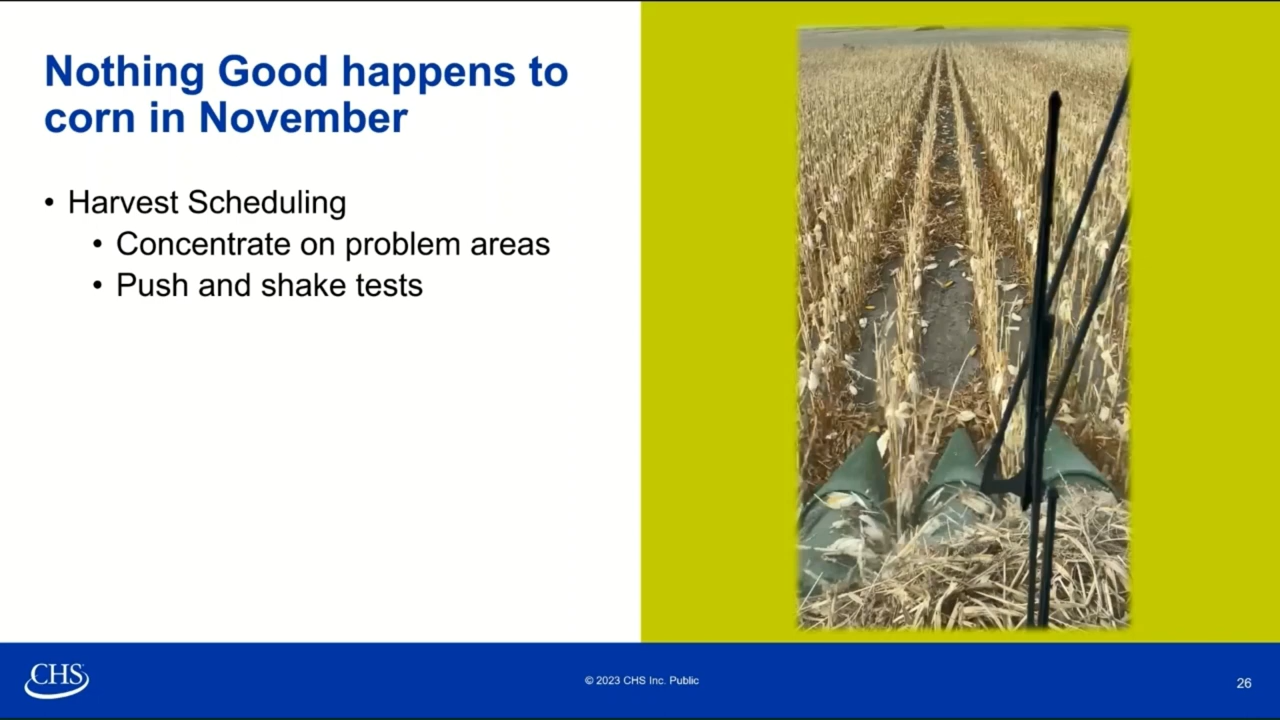 Nothing Good happens to
corn in November
• Harvest Scheduling
• Concentrate on problem areas
• Push and shake tests
CHS
© 2023 CHS Inc. Public
26